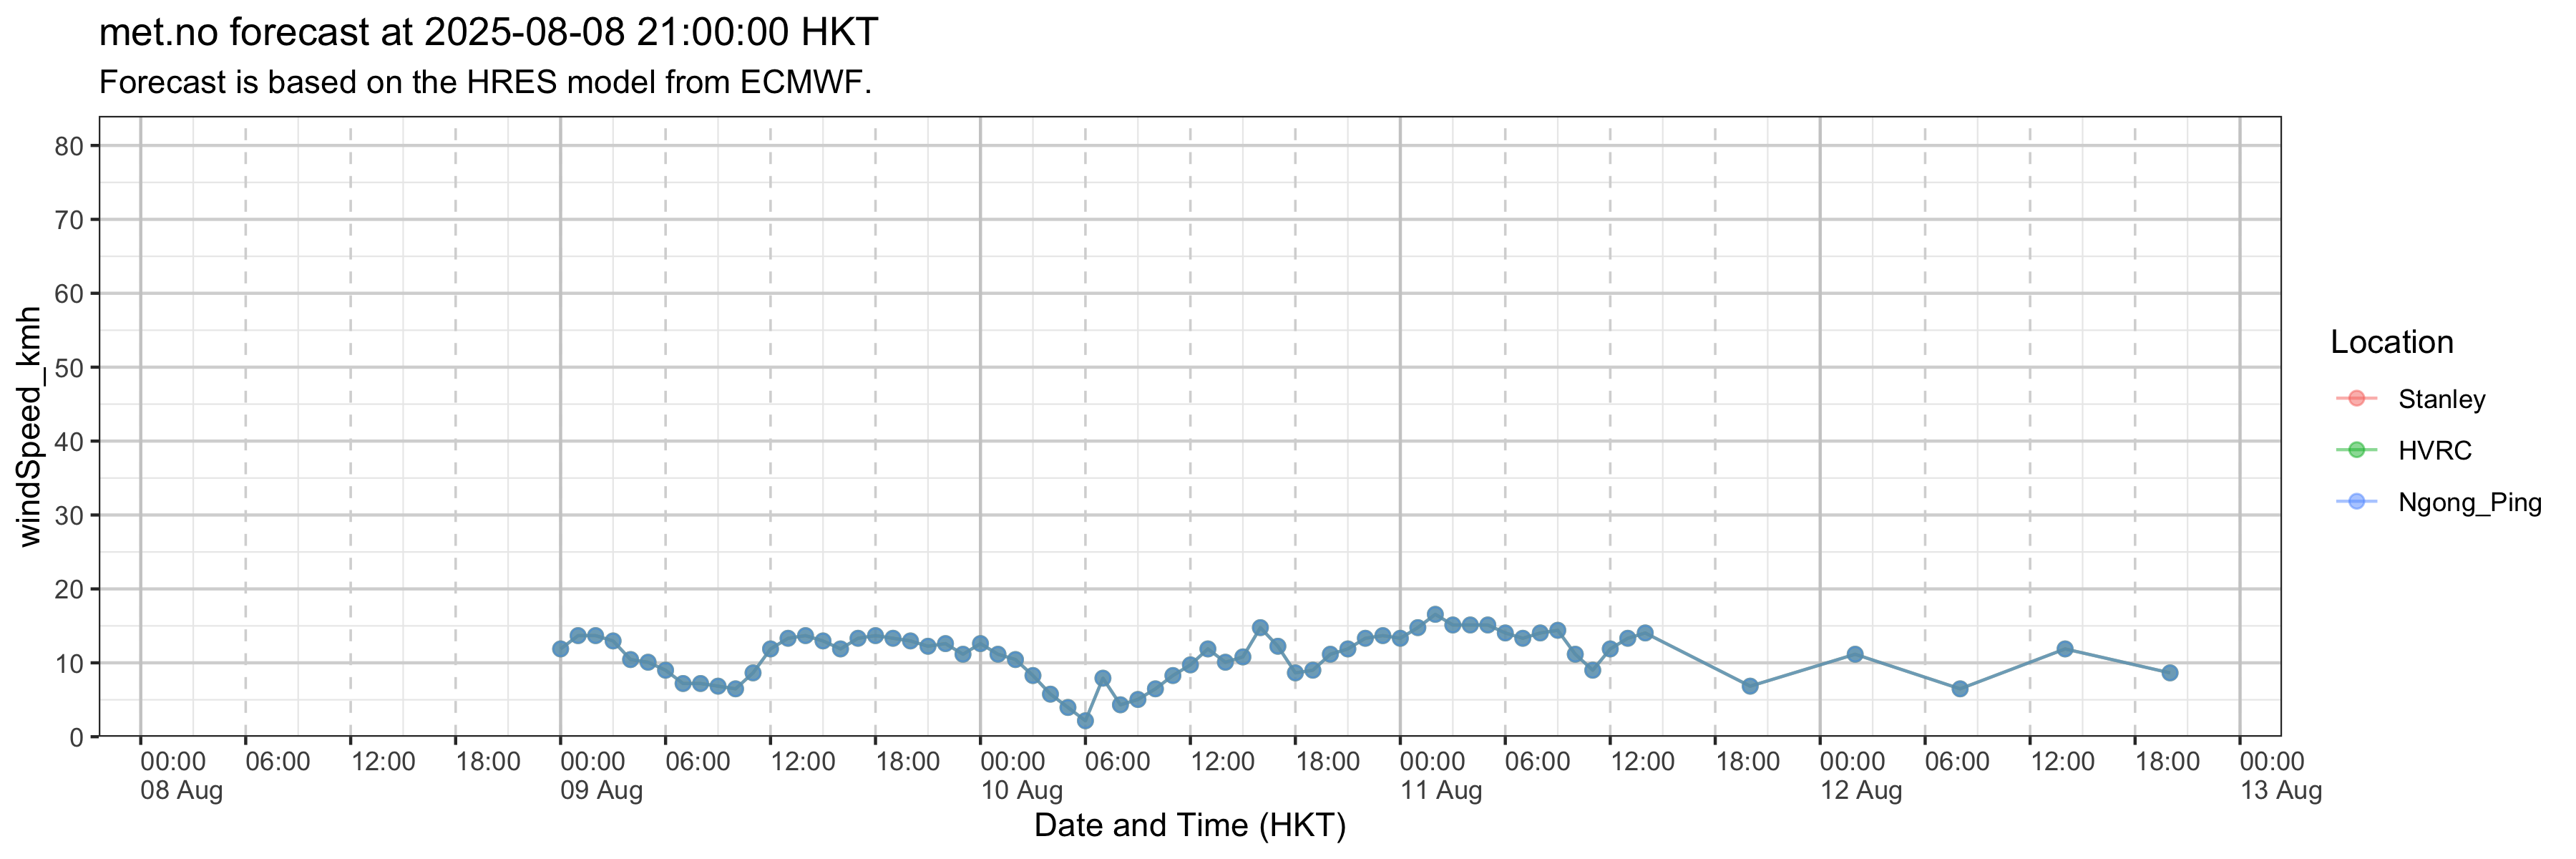 met.no forecast at 2025-08-08 21:00:00 HKT
Forecast is based on the HRES model from ECMWF.
windSpeed_kmh
80
70
60
50
40
30
20
10
0
00:00 06:00 12:00 18:00 00:00 06:00 12:00 18:00 00:00 06:00 12:00 18:00 00:00 06:00 12:00 18:00 00:00 06:00 12:00 18:00 00:00
08 Aug 09 Aug 10 Aug 11 Aug 12 Aug 13 Aug
Date and Time (HKT)
Location
Stanley
HVRC
Ngong_Ping